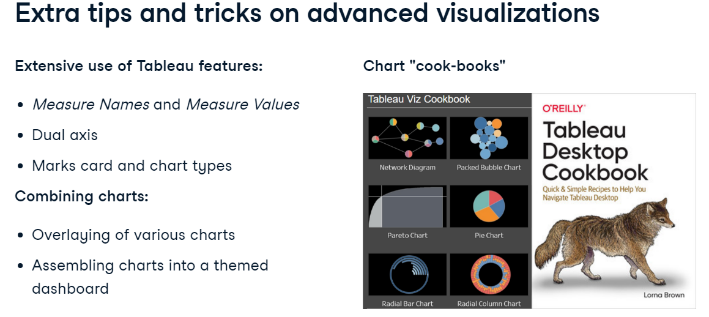 Extra tips and tricks on advanced visualizations
Extensive use of Tableau features:
Measure Names and Measure Values
Dual axis
Marks card and chart types
Combining charts:
Overlaying of various charts
Assembling charts into a themed
dashboard
Chart "cook-books"
Tableau Viz Cookbook
Network Diagram
Packed Bubble Chart
Pareto Chart
Pie Chart
Radial Bar Chart
Radial Column Chart
O'REILLY
Tableau
Desktop
Cookbook
Quick & Simple Recipes to Help You
Navigate Tableau Desktop
Lorna Brown